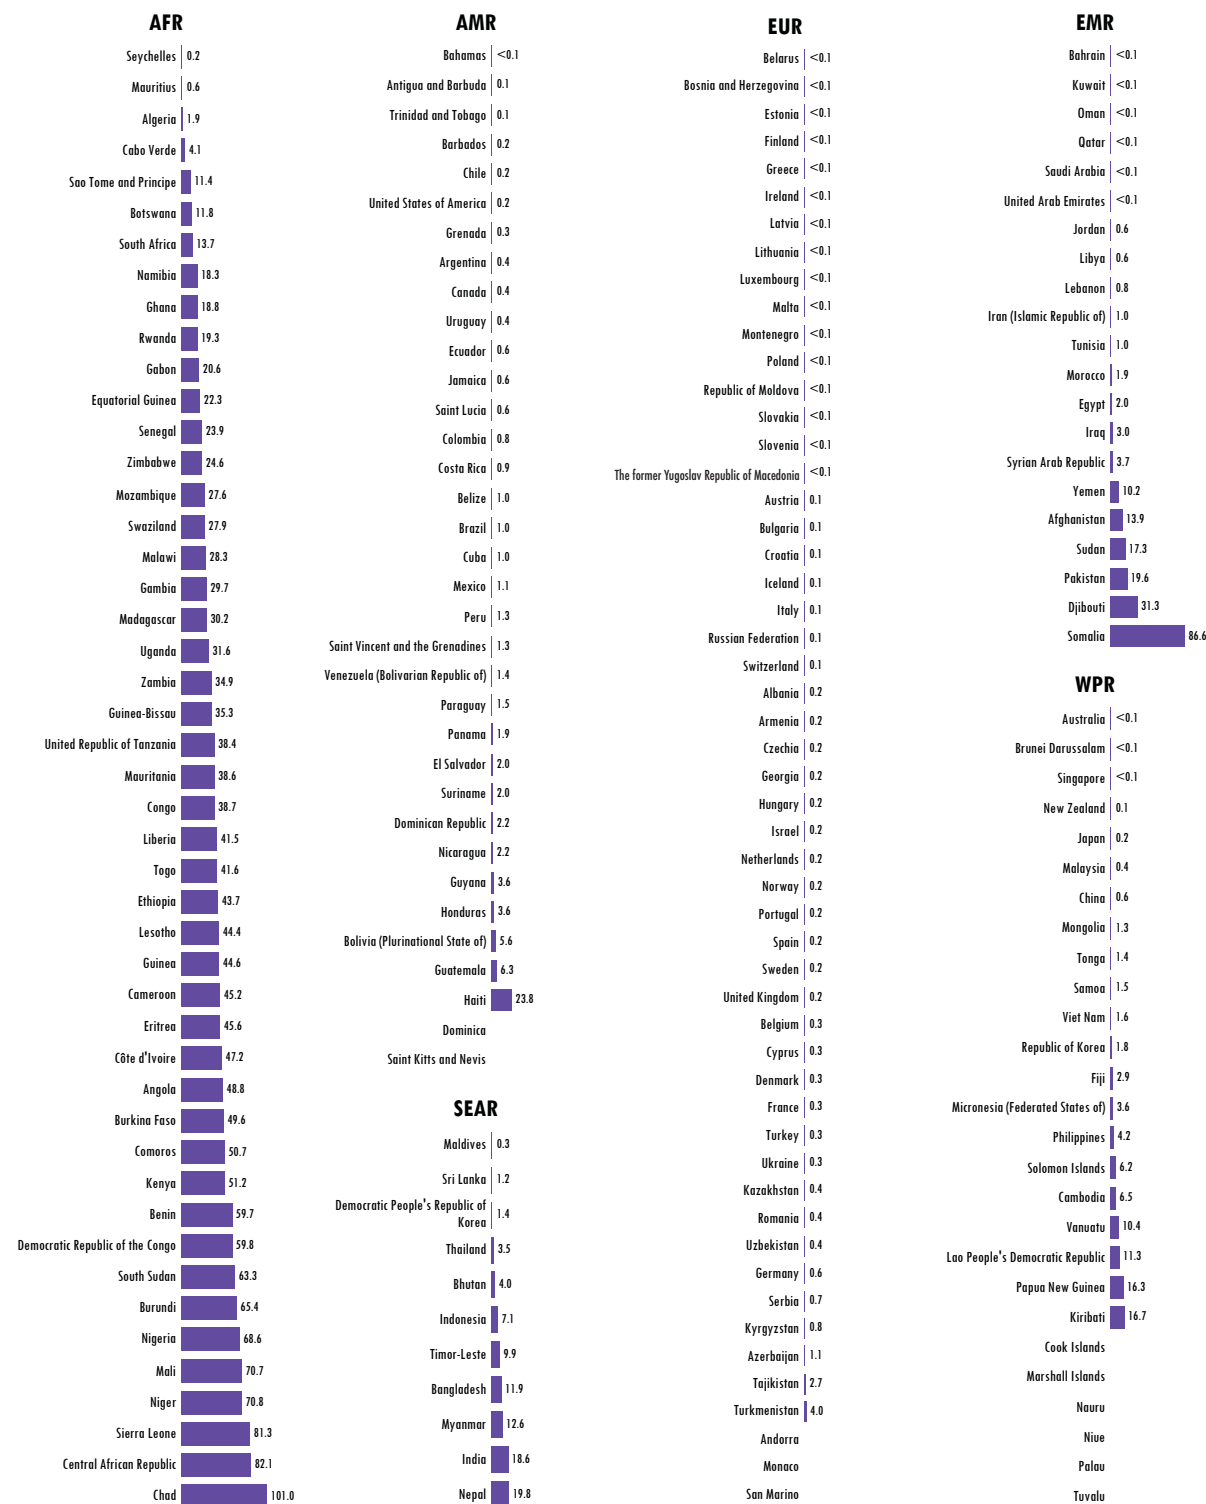 AFR
Seychelles 0.2
Mauritius 0.6
Algeria 1.9
Cabo Verde 4.1
Sao Tome and Principe 11.4
Botswana 11.8
South Africa 13.7
Namibia 18.3
Ghana 18.8
Rwanda 19.3
Gabon 20.6
Equatorial Guinea 22.3
Senegal 23.9
Zimbabwe 24.6
Mozambique 27.6
Swaziland 27.9
Malawi 28.3
Gambia 29.7
Madagascar 30.2
Uganda 31.6
Zambia 34.9
Guinea-Bissau 35.3
United Republic of Tanzania 38.4
Mauritania 38.6
Congo 38.7
Liberia 41.5
Togo 41.6
Ethiopia 43.7
Lesotho 44.4
Guinea 44.6
Cameroon 45.2
Eritrea 45.6
Côte d'Ivoire 47.2
Angola 48.8
Burkina Faso 49.6
Comoros 50.7
Kenya 51.2
Benin 59.7
Democratic Republic of the Congo 59.8
South Sudan 63.3
Burundi 65.4
Nigeria 68.6
Mali 70.7
Niger 70.8
Sierra Leone 81.3
Central African Republic 82.1
Chad 101.0
AMR
Bahamas <0.1
Antigua and Barbuda 0.1
Trinidad and Tobago 0.1
Barbados 0.2
Chile 0.2
United States of America 0.2
Grenada 0.3
Argentina 0.4
Canada 0.4
Uruguay 0.4
Ecuador 0.6
Jamaica 0.6
Saint Lucia 0.6
Colombia 0.8
Costa Rica 0.9
Belize 1.0
Brazil 1.0
Cuba 1.0
Mexico 1.1
Peru 1.3
Saint Vincent and the Grenadines 1.3
Venezuela (Bolivarian Republic of) 1.4
Paraguay 1.5
Panama 1.9
El Salvador 2.0
Suriname 2.0
Dominican Republic 2.2
Nicaragua 2.2
Guyana 3.6
Honduras 3.6
Bolivia (Plurinational State of) 5.6
Guatemala 6.3
Haiti 23.8
Dominica
Saint Kitts and Nevis
SEAR
Maldives 0.3
Sri Lanka 1.2
Democratic People's Republic of
Korea 1.4
Thailand 3.5
Bhutan 4.0
Indonesia 7.1
Timor-Leste 9.9
Bangladesh 11.9
Myanmar 12.6
India 18.6
Nepal 19.8
EUR
Belarus <0.1
Bosnia and Herzegovina <0.1
Estonia <0.1
Finland <0.1
Greece <0.1
Ireland <0.1
Latvia <0.1
Lithuania <0.1
Luxembourg <0.1
Malta <0.1
Montenegro <0.1
Poland <0.1
Republic of Moldova <0.1
Slovakia <0.1
Slovenia <0.1
The former Yugoslav Republic of Macedonia <0.1
Austria 0.1
Bulgaria 0.1
Croatia 0.1
Iceland 0.1
Italy 0.1
Russian Federation 0.1
Switzerland 0.1
Albania 0.2
Armenia 0.2
Czechia 0.2
Georgia 0.2
Hungary 0.2
Israel 0.2
Netherlands 0.2
Norway 0.2
Portugal 0.2
Spain 0.2
Sweden 0.2
United Kingdom 0.2
Belgium 0.3
Cyprus 0.3
Denmark 0.3
France 0.3
Turkey 0.3
Ukraine 0.3
Kazakhstan 0.4
Romania 0.4
Uzbekistan 0.4
Germany 0.6
Serbia 0.7
Kyrgyzstan 0.8
Azerbaijan 1.1
Tajikistan 2.7
Turkmenistan 4.0
Andorra
Monaco
San Marino
EMR
Bahrain <0.1
Kuwait <0.1
Oman <0.1
Qatar <0.1
Saudi Arabia <0.1
United Arab Emirates <0.1
Jordan 0.6
Libya 0.6
Lebanon 0.8
Iran (Islamic Republic of) 1.0
Tunisia 1.0
Morocco 1.9
Egypt 2.0
Iraq 3.0
Syrian Arab Republic 3.7
Yemen 10.2
Afghanistan 13.9
Sudan 17.3
Pakistan 19.6
Djibouti 31.3
Somalia 86.6
WPR
Australia <0.1
Brunei Darussalam <0.1
Singapore <0.1
New Zealand 0.1
Japan 0.2
Malaysia 0.4
China 0.6
Mongolia 1.3
Tonga 1.4
Samoa 1.5
Viet Nam 1.6
Republic of Korea 1.8
Fiji 2.9
Micronesia (Federated States of) 3.6
Philippines 4.2
Solomon Islands 6.2
Cambodia 6.5
Vanuatu 10.4
Lao People's Democratic Republic 11.3
Papua New Guinea 16.3
Kiribati 16.7
Cook Islands
Marshall Islands
Nauru
Niue
Palau
Tuvalu